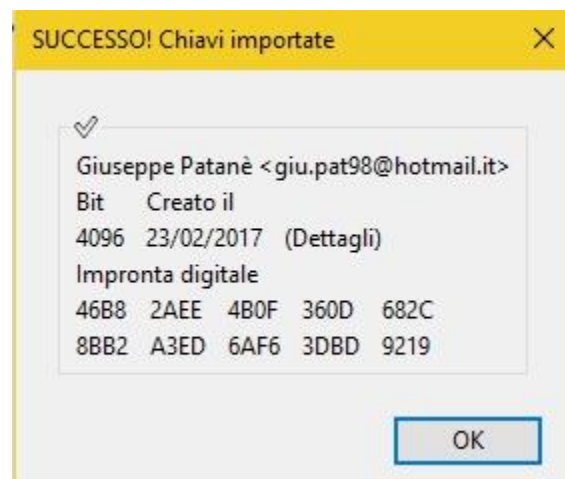 SUCCESSO! Chiavi importate
Giuseppe Patanè <giu.pat98@hotmail.it>
Bit Creato il
4096 23/02/2017 (Dettagli)
Impronta digitale
46B8 2AEE 4B0F 360D 682C
8BB2 A3ED 6AF6 3DBD 9219
OK